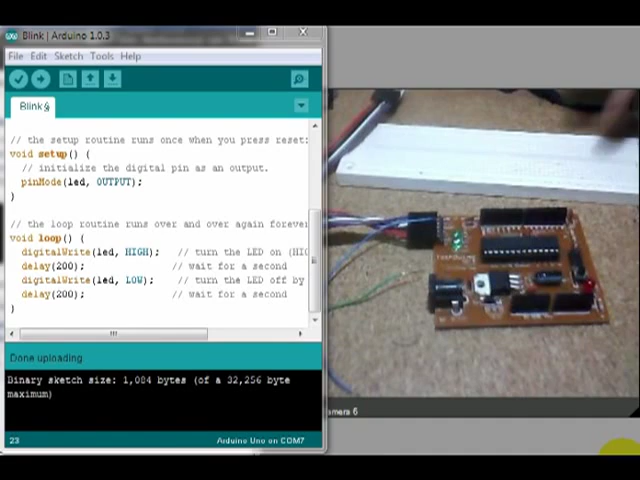 Blink | Arduino 1.0.3
File Edit Sketch Tools Help
Blink
// the setup routine runs once when you press reset:
void setup() {
// initialize the digital pin as an output.
pinMode(led, OUTPUT);
}
// the loop routine runs over and over again forever
void loop() {
digitalWrite(led, HIGH); // turn the LED on (HI
delay(200); // wait for a second
digitalWrite(led, LOW); // turn the LED off by
delay(200); // wait for a second
}
Done uploading
Binary sketch size: 1,084 bytes (of a 32,256 byte
maximum)
23
Arduino Uno on COM7
amera 6